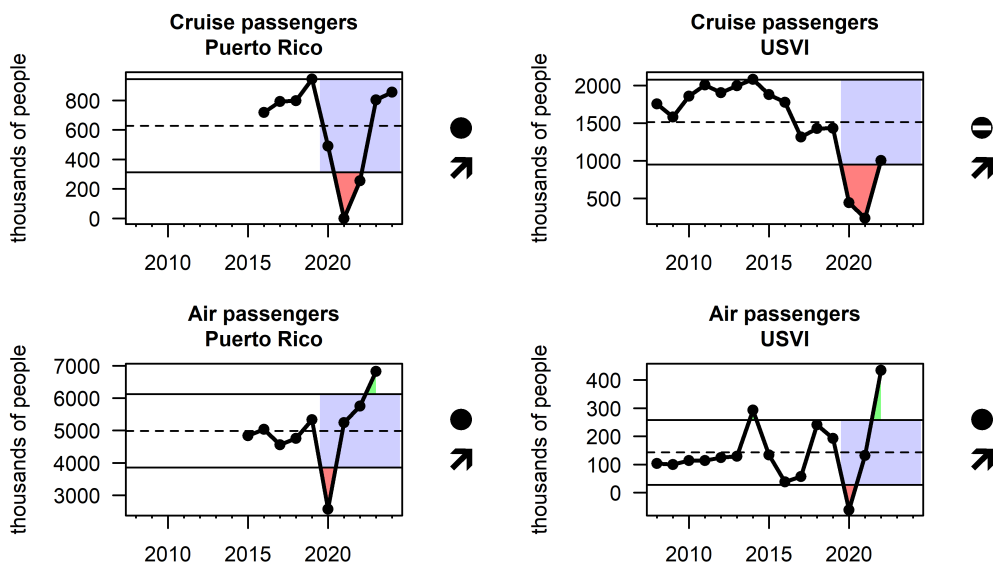 Cruise passengers
Puerto Rico
thousands of people
800
600
400
200
0
2010 2015 2020
Cruise passengers
USVI
thousands of people
2000
1500
1000
500
2010 2015 2020
Air passengers
Puerto Rico
thousands of people
7000
6000
5000
4000
3000
2010 2015 2020
Air passengers
USVI
thousands of people
400
300
200
100
0
2010 2015 2020